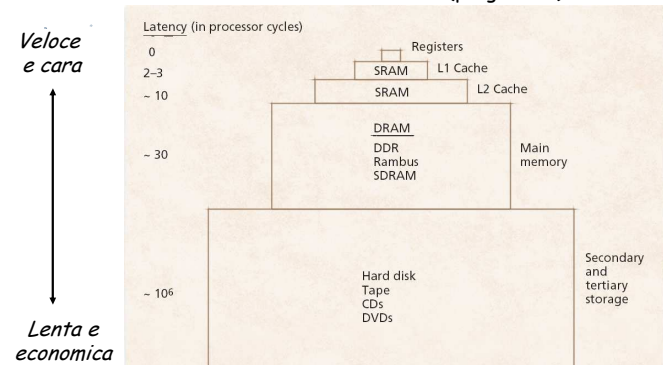 Latency (in processor cycles)
Veloce
e cara
0
Registers
2–3
SRAM
L1 Cache
~ 10
SRAM
L2 Cache
DRAM
DDR
Rambus
SDRAM
~ 30
Main
memory
Hard disk
Tape
CDs
DVDs
~ 10⁶
Secondary
and
tertiary
storage
Lenta e
economica